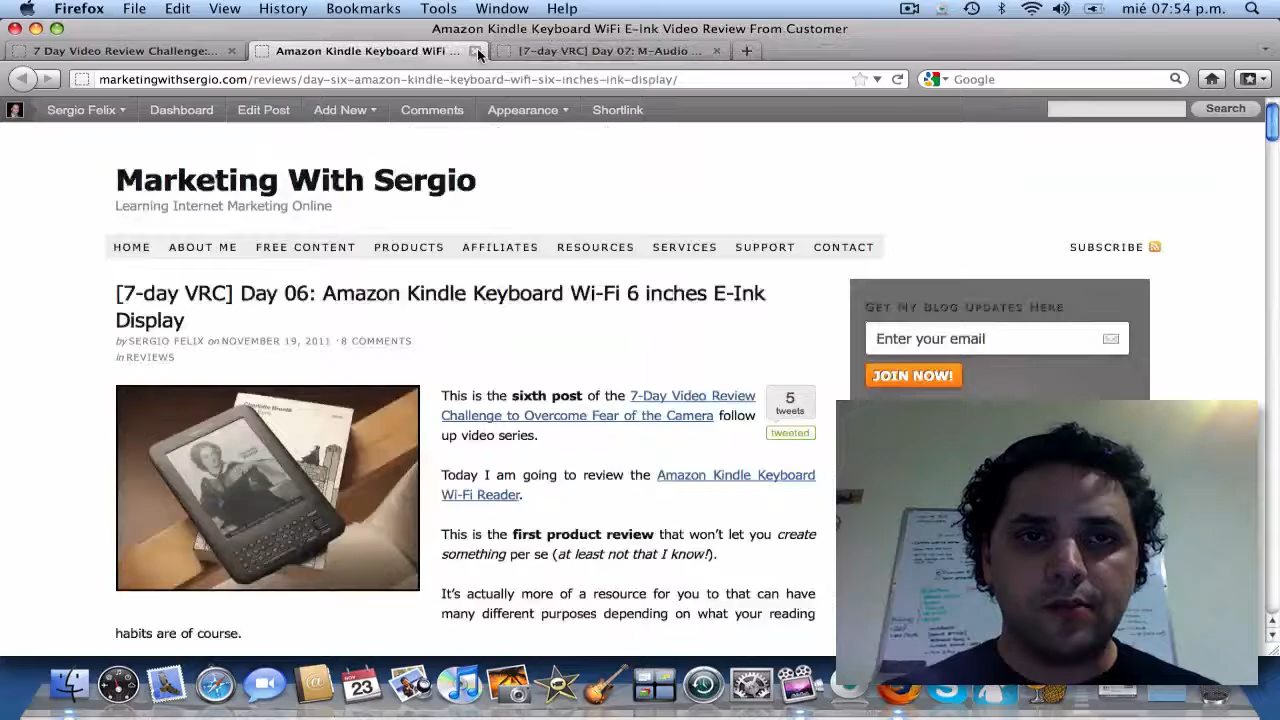 Firefox File Edit View History Bookmarks Tools Window Help mié 07:54 p.m.
Amazon Kindle Keyboard WiFi E-Ink Video Review From Customer
7 Day Video Review Challenge:... Amazon Kindle Keyboard WiFi ... [7-day VRC] Day 07: M-Audio ...
marketingwithsergio.com/reviews/day-six-amazon-kindle-keyboard-wifi-six-inches-ink-display/ Google
Sergio Felix Dashboard Edit Post Add New Comments Appearance Shortlink Search
Marketing With Sergio
Learning Internet Marketing Online
HOME ABOUT ME FREE CONTENT PRODUCTS AFFILIATES RESOURCES SERVICES SUPPORT CONTACT SUBSCRIBE
[7-day VRC] Day 06: Amazon Kindle Keyboard Wi-Fi 6 inches E-Ink
Display
by SERGIO FELIX on NOVEMBER 19, 2011 · 8 COMMENTS
in REVIEWS
This is the sixth post of the 7-Day Video Review
Challenge to Overcome Fear of the Camera follow
up video series.
5
tweets
tweeted
Today I am going to review the Amazon Kindle Keyboard
Wi-Fi Reader.
This is the first product review that won't let you create
something per se (at least not that I know!).
It's actually more of a resource for you to that can have
many different purposes depending on what your reading
habits are of course.
Get My Blog Updates Here
Enter your email
JOIN NOW!
NOV
23